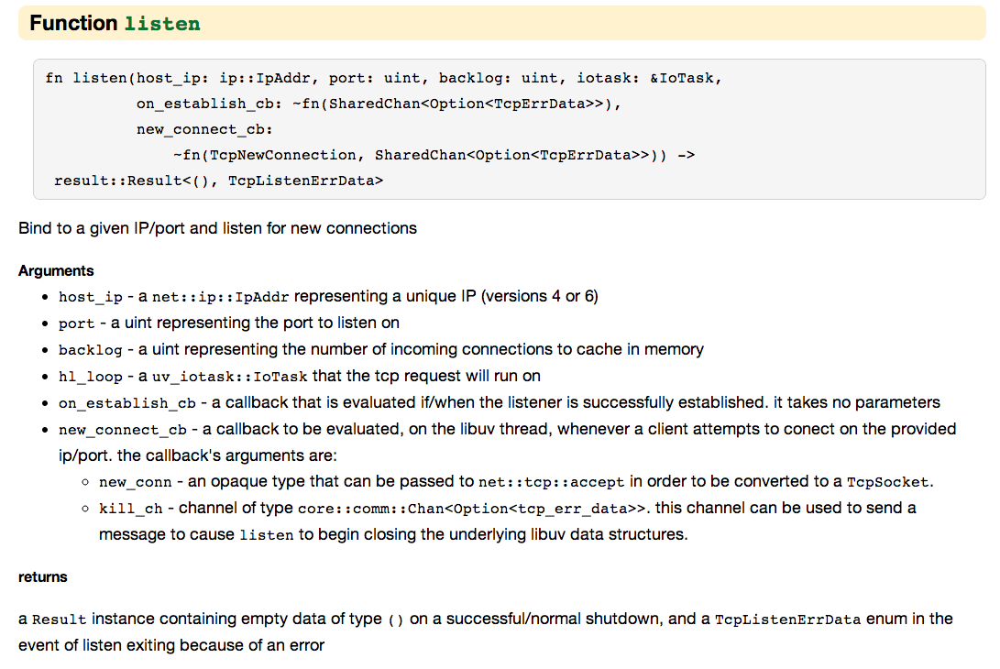 Function listen
fn listen(host_ip: ip::IpAddr, port: uint, backlog: uint, iotask: &IoTask,
on_establish_cb: ~fn(SharedChan<Option<TcpErrData>>),
new_connect_cb:
~fn(TcpNewConnection, SharedChan<Option<TcpErrData>>)) ->
result::Result<(), TcpListenErrData>
Bind to a given IP/port and listen for new connections
Arguments
• host_ip - a net::ip::IpAddr representing a unique IP (versions 4 or 6)
• port - a uint representing the port to listen on
• backlog - a uint representing the number of incoming connections to cache in memory
• hl_loop - a uv_iotask::IoTask that the tcp request will run on
• on_establish_cb - a callback that is evaluated if/when the listener is successfully established. it takes no parameters
• new_connect_cb - a callback to be evaluated, on the libuv thread, whenever a client attempts to conect on the provided
ip/port. the callback's arguments are:
◦ new_conn - an opaque type that can be passed to net::tcp::accept in order to be converted to a TcpSocket.
◦ kill_ch - channel of type core::comm::Chan<Option<tcp_err_data>>. this channel can be used to send a
message to cause listen to begin closing the underlying libuv data structures.
returns
a Result instance containing empty data of type () on a successful/normal shutdown, and a TcpListenErrData enum in the
event of listen exiting because of an error